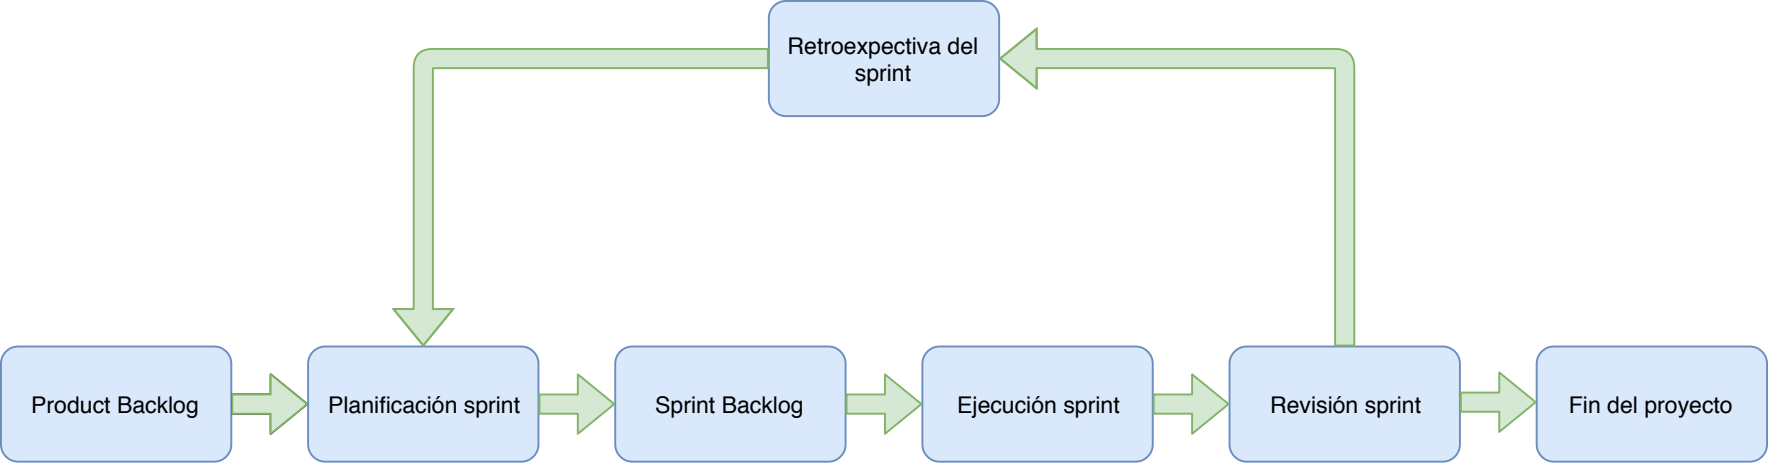 Retroexpectiva del
sprint
Product Backlog
Planificación sprint
Sprint Backlog
Ejecución sprint
Revisión sprint
Fin del proyecto